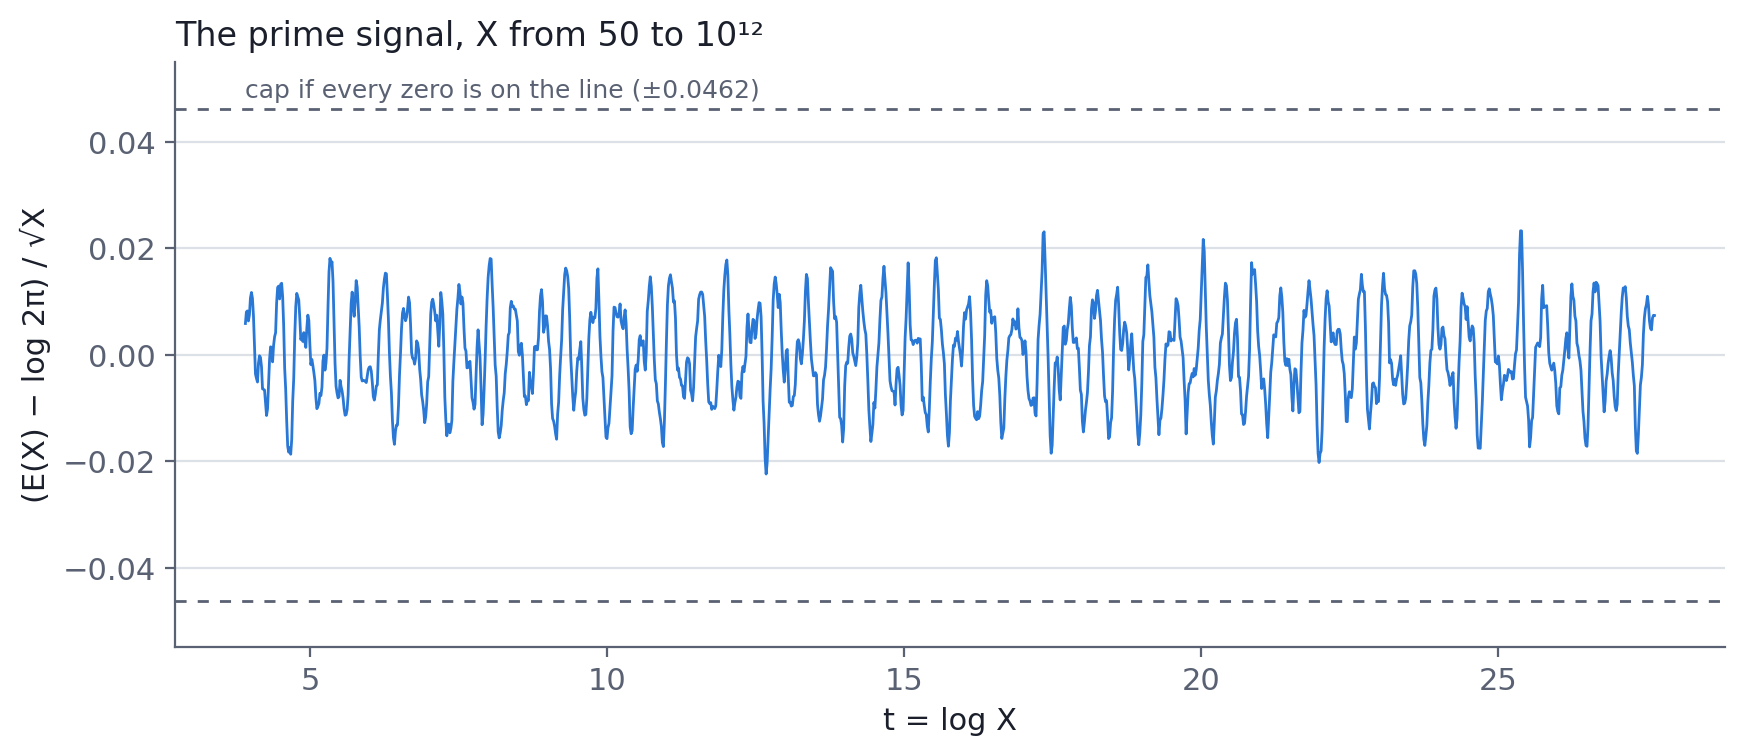 The prime signal, X from 50 to 10¹²
cap if every zero is on the line (±0.0462)
0.04
0.02
0.00
−0.02
−0.04
(E(X) − log 2π) / √X
5 10 15 20 25
t = log X